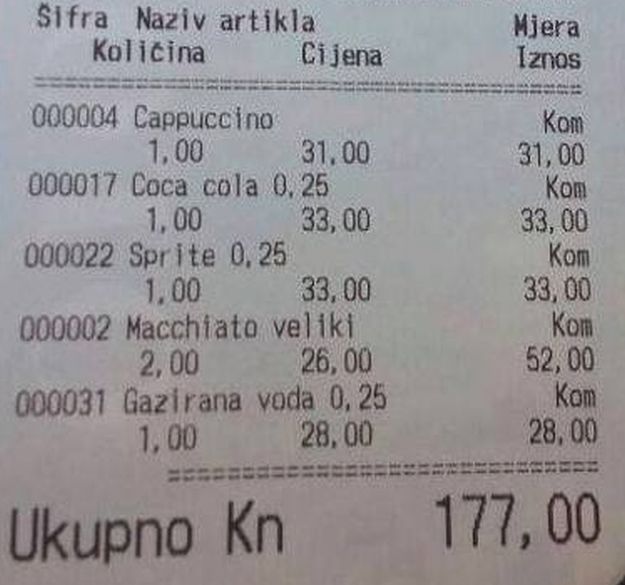 Šifra Naziv artikla Mjera
Količina Cijena Iznos
000004 Cappuccino Kom
1,00 31,00 31,00
000017 Coca cola 0,25 Kom
1,00 33,00 33,00
000022 Sprite 0,25 Kom
1,00 33,00 33,00
000002 Macchiato veliki Kom
2,00 26,00 52,00
000031 Gazirana voda 0,25 Kom
1,00 28,00 28,00
Ukupno Kn 177,00